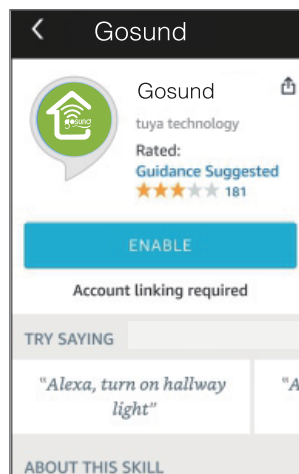 Gosund
gosund
Gosund
tuya technology
Rated:
Guidance Suggested
181
ENABLE
Account linking required
TRY SAYING
"Alexa, turn on hallway
light"
"A
ABOUT THIS SKILL